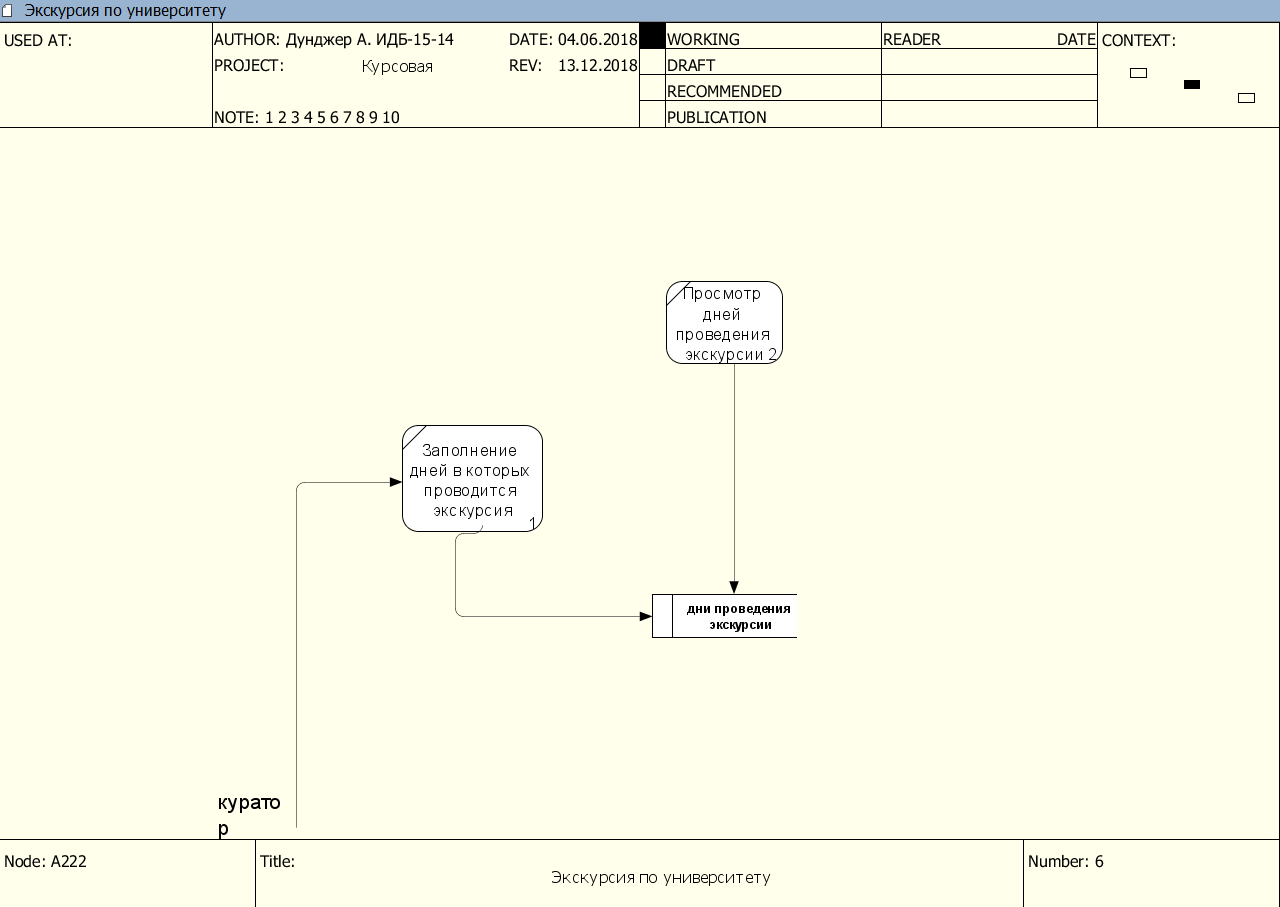 Экскурсия по университету
USED AT:
AUTHOR: Дунджер А. ИДБ-15-14
DATE: 04.06.2018
PROJECT: Курсовая
REV: 13.12.2018
NOTE: 1 2 3 4 5 6 7 8 9 10
WORKING
DRAFT
RECOMMENDED
PUBLICATION
READER
DATE
CONTEXT:
Просмотр
дней
проведения
экскурсии 2
Заполнение
дней в которых
проводится
экскурсия
1
дни проведения
экскурсии
курато
р
Node: A222
Title:
Экскурсия по университету
Number: 6